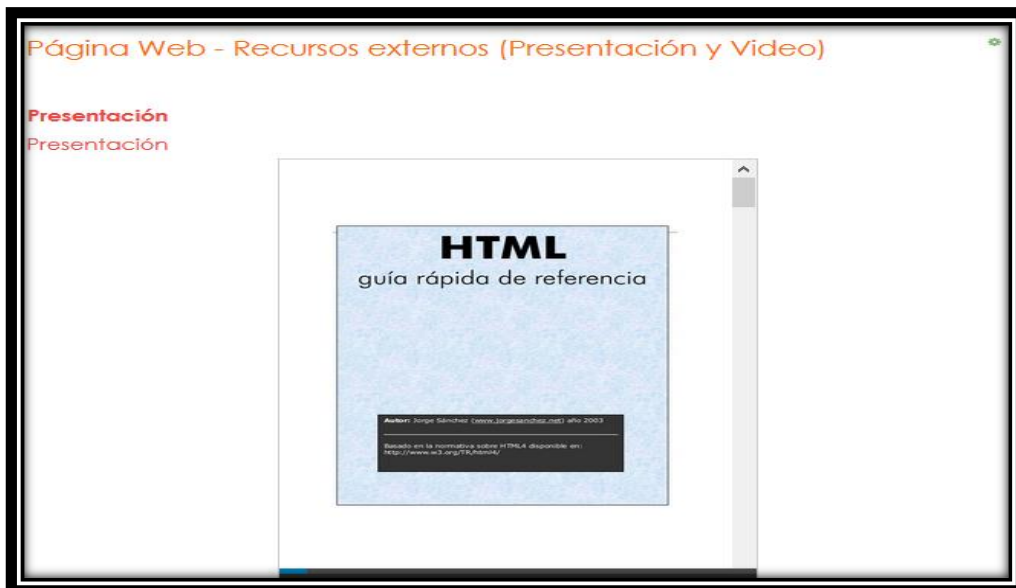 Página Web - Recursos externos (Presentación y Video)
Presentación
Presentación
HTML
guía rápida de referencia
Autor: Jorge Sánchez (www.jorgesanchez.net) año 2003
Basado en la normativa sobre HTML4 disponible en:
http://www.w3.org/TR/html4/